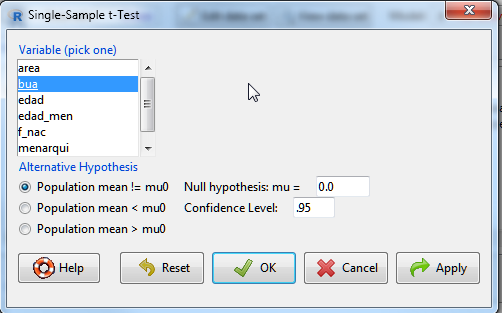 Single-Sample t-Test
Variable (pick one)
area
bua
edad
edad_men
f_nac
menarqui
Alternative Hypothesis
Population mean != mu0 Null hypothesis: mu = 0.0
Population mean < mu0 Confidence Level: .95
Population mean > mu0
Help Reset OK Cancel Apply